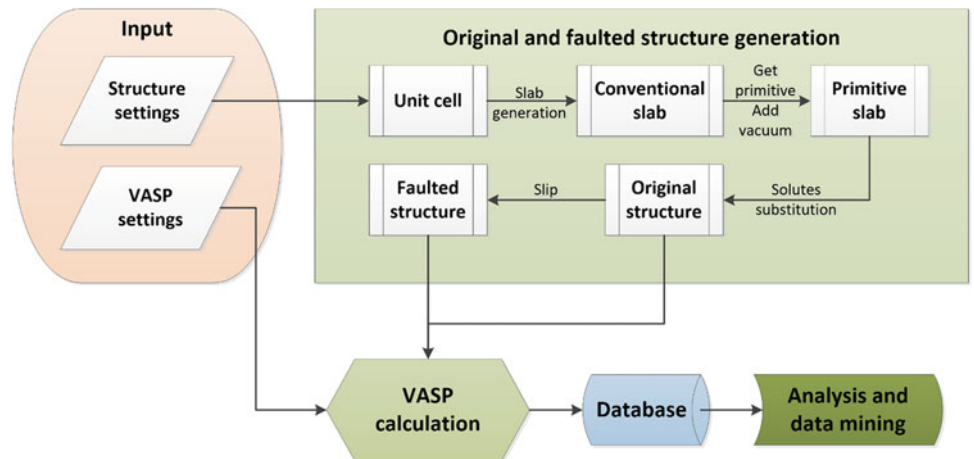 Input
Structure
settings
VASP
settings
Original and faulted structure generation
Unit cell
Slab
generation
Conventional
slab
Get
primitive
Add
vacuum
Primitive
slab
Solutes
substitution
Original
structure
Slip
Faulted
structure
VASP
calculation
Database
Analysis and
data mining